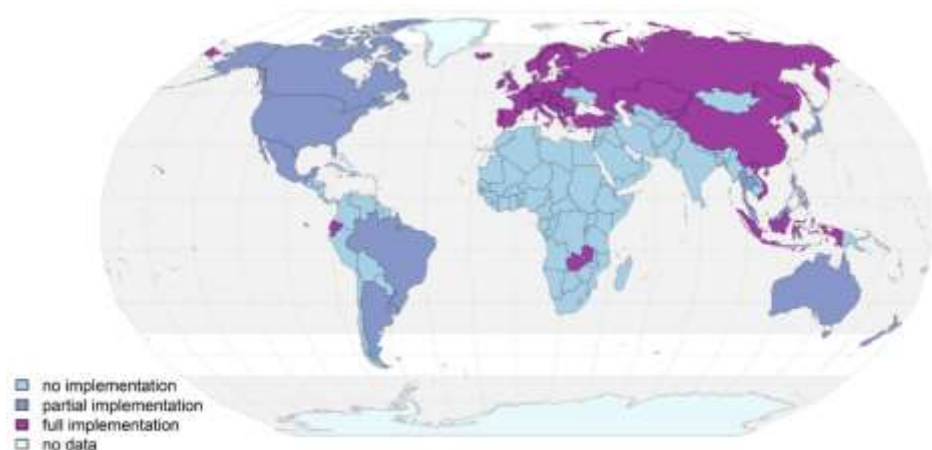 no implementation
partial implementation
full implementation
no data